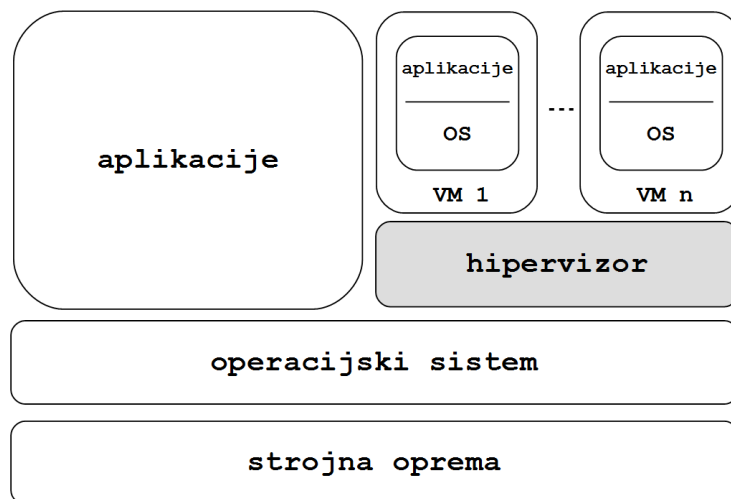 aplikacije
aplikacije
OS
VM 1
...
aplikacije
OS
VM n
hipervizor
operacijski sistem
strojna oprema